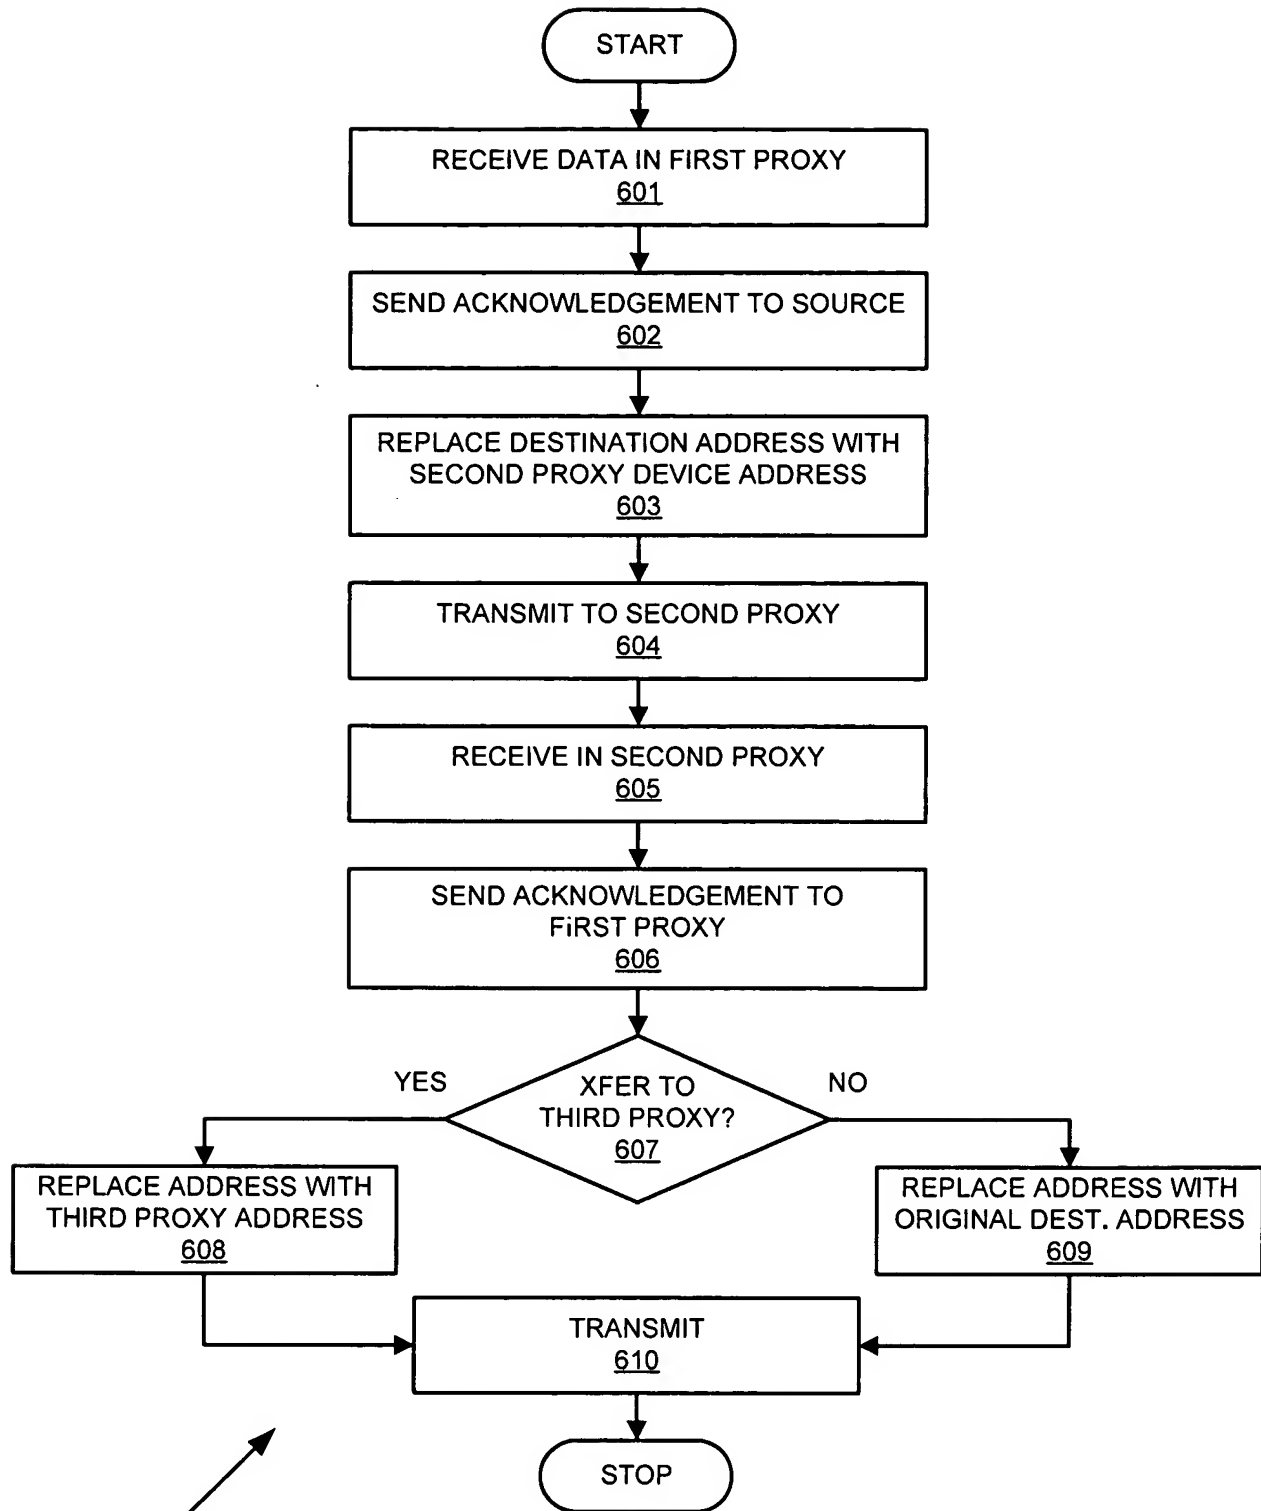 START
RECEIVE DATA IN FIRST PROXY
601
SEND ACKNOWLEDGEMENT TO SOURCE
602
REPLACE DESTINATION ADDRESS WITH
SECOND PROXY DEVICE ADDRESS
603
TRANSMIT TO SECOND PROXY
604
RECEIVE IN SECOND PROXY
605
SEND ACKNOWLEDGEMENT TO
FiRST PROXY
606
YES
XFER TO
THIRD PROXY?
607
NO
REPLACE ADDRESS WITH
THIRD PROXY ADDRESS
608
REPLACE ADDRESS WITH
ORIGINAL DEST. ADDRESS
609
TRANSMIT
610
STOP